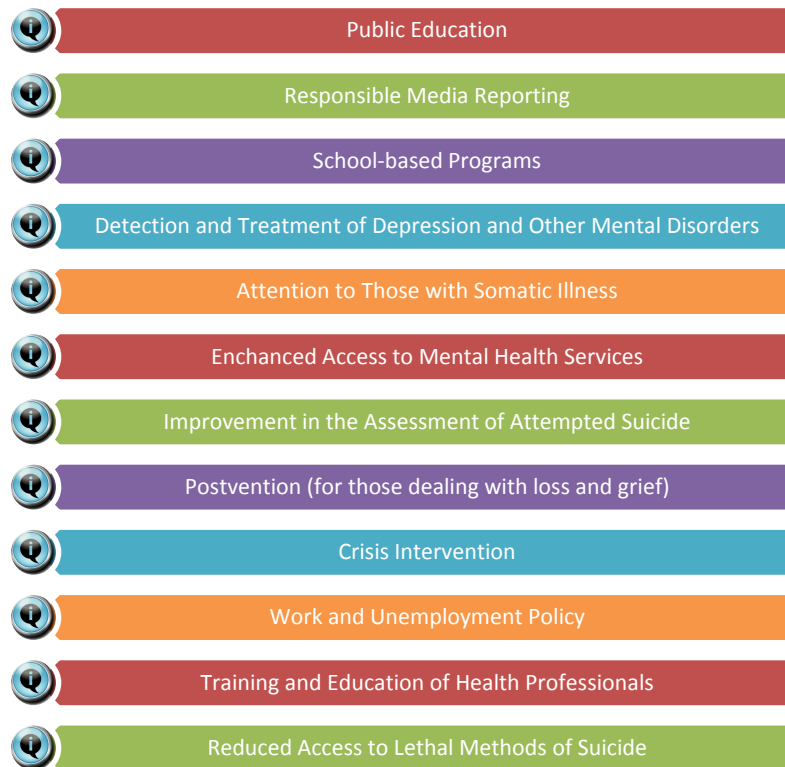 Public Education
Responsible Media Reporting
School-based Programs
Detection and Treatment of Depression and Other Mental Disorders
Attention to Those with Somatic Illness
Enchanced Access to Mental Health Services
Improvement in the Assessment of Attempted Suicide
Postvention (for those dealing with loss and grief)
Crisis Intervention
Work and Unemployment Policy
Training and Education of Health Professionals
Reduced Access to Lethal Methods of Suicide